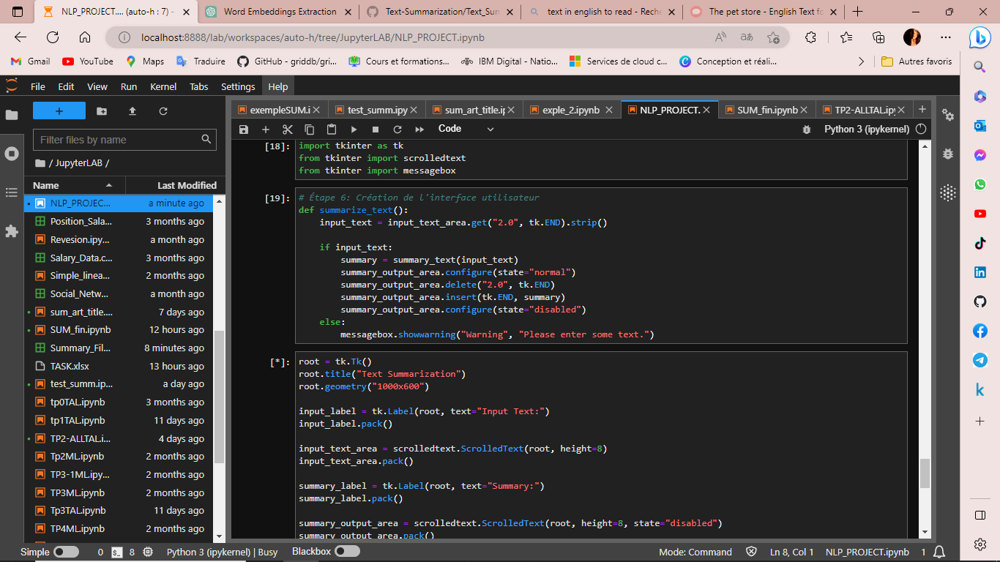 NLP_PROJECT.... (auto-h : 7) -
Word Embeddings Extraction
Text-Summarization/Text_Sum
text in english to read - Reche
The pet store - English Text fo
localhost:8888/lab/workspaces/auto-h/tree/JupyterLAB/NLP_PROJECT.ipynb
Gmail
YouTube
Maps
Traduire
GitHub - griddb/gri...
Cours et formations...
IBM Digital - Natio...
Services de cloud c...
Conception et réali...
Autres favoris
File Edit View Run Kernel Tabs Settings Help
exempleSUM.i
test_summ.ipy
sum_art_title.ip
exple_2.ipynb
NLP_PROJECT.
SUM_fin.ipynb
TP2-ALLTAL.ipy
Code
Python 3 (ipykernel)
Filter files by name
/ JupyterLAB /
Name Last Modified
NLP_PROJEC... a minute ago
Position_Sala... 3 months ago
Revesion.ipy... a month ago
Salary_Data.c... 3 months ago
Simple_linea... 2 months ago
Social_Netw... a month ago
sum_art_title.... 7 days ago
SUM_fin.ipynb 12 hours ago
Summary_Fil... 8 minutes ago
TASK.xlsx 13 hours ago
test_summ.ip... a day ago
tp0TAL.ipynb 3 months ago
tp1TAL.ipynb 11 days ago
TP2-ALLTAL.i... 4 days ago
Tp2ML.ipynb 2 months ago
TP3-1ML.ipy... 2 months ago
TP3ML.ipynb 2 months ago
Tp3TAL.ipynb 11 days ago
TP4ML.ipynb 2 months ago
[18]: import tkinter as tk
from tkinter import scrolledtext
from tkinter import messagebox
[19]: # Étape 6: Création de l'interface utilisateur
def summarize_text():
input_text = input_text_area.get("2.0", tk.END).strip()
if input_text:
summary = summary_text(input_text)
summary_output_area.configure(state="normal")
summary_output_area.delete("2.0", tk.END)
summary_output_area.insert(tk.END, summary)
summary_output_area.configure(state="disabled")
else:
messagebox.showwarning("Warning", "Please enter some text.")
[*]: root = tk.Tk()
root.title("Text Summarization")
root.geometry("1000x600")
input_label = tk.Label(root, text="Input Text:")
input_label.pack()
input_text_area = scrolledtext.ScrolledText(root, height=8)
input_text_area.pack()
summary_label = tk.Label(root, text="Summary:")
summary_label.pack()
summary_output_area = scrolledtext.ScrolledText(root, height=8, state="disabled")
summary_output_area.pack()
Simple 0 $_ 8 Python 3 (ipykernel) | Busy Blackbox Mode: Command Ln 8, Col 1 NLP_PROJECT.ipynb 1